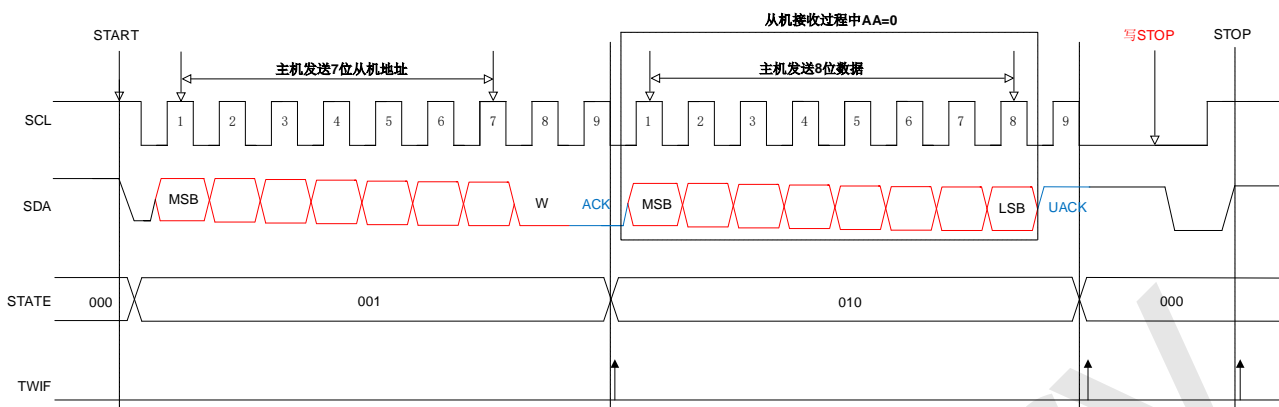 从机接收过程中AA=0
START
写STOP
STOP
主机发送7位从机地址
主机发送8位数据
SCL
1 2 3 4 5 6 7 8 9 1 2 3 4 5 6 7 8 9
SDA
MSB W ACK MSB LSB UACK
STATE 000 001 010 000
TWIF